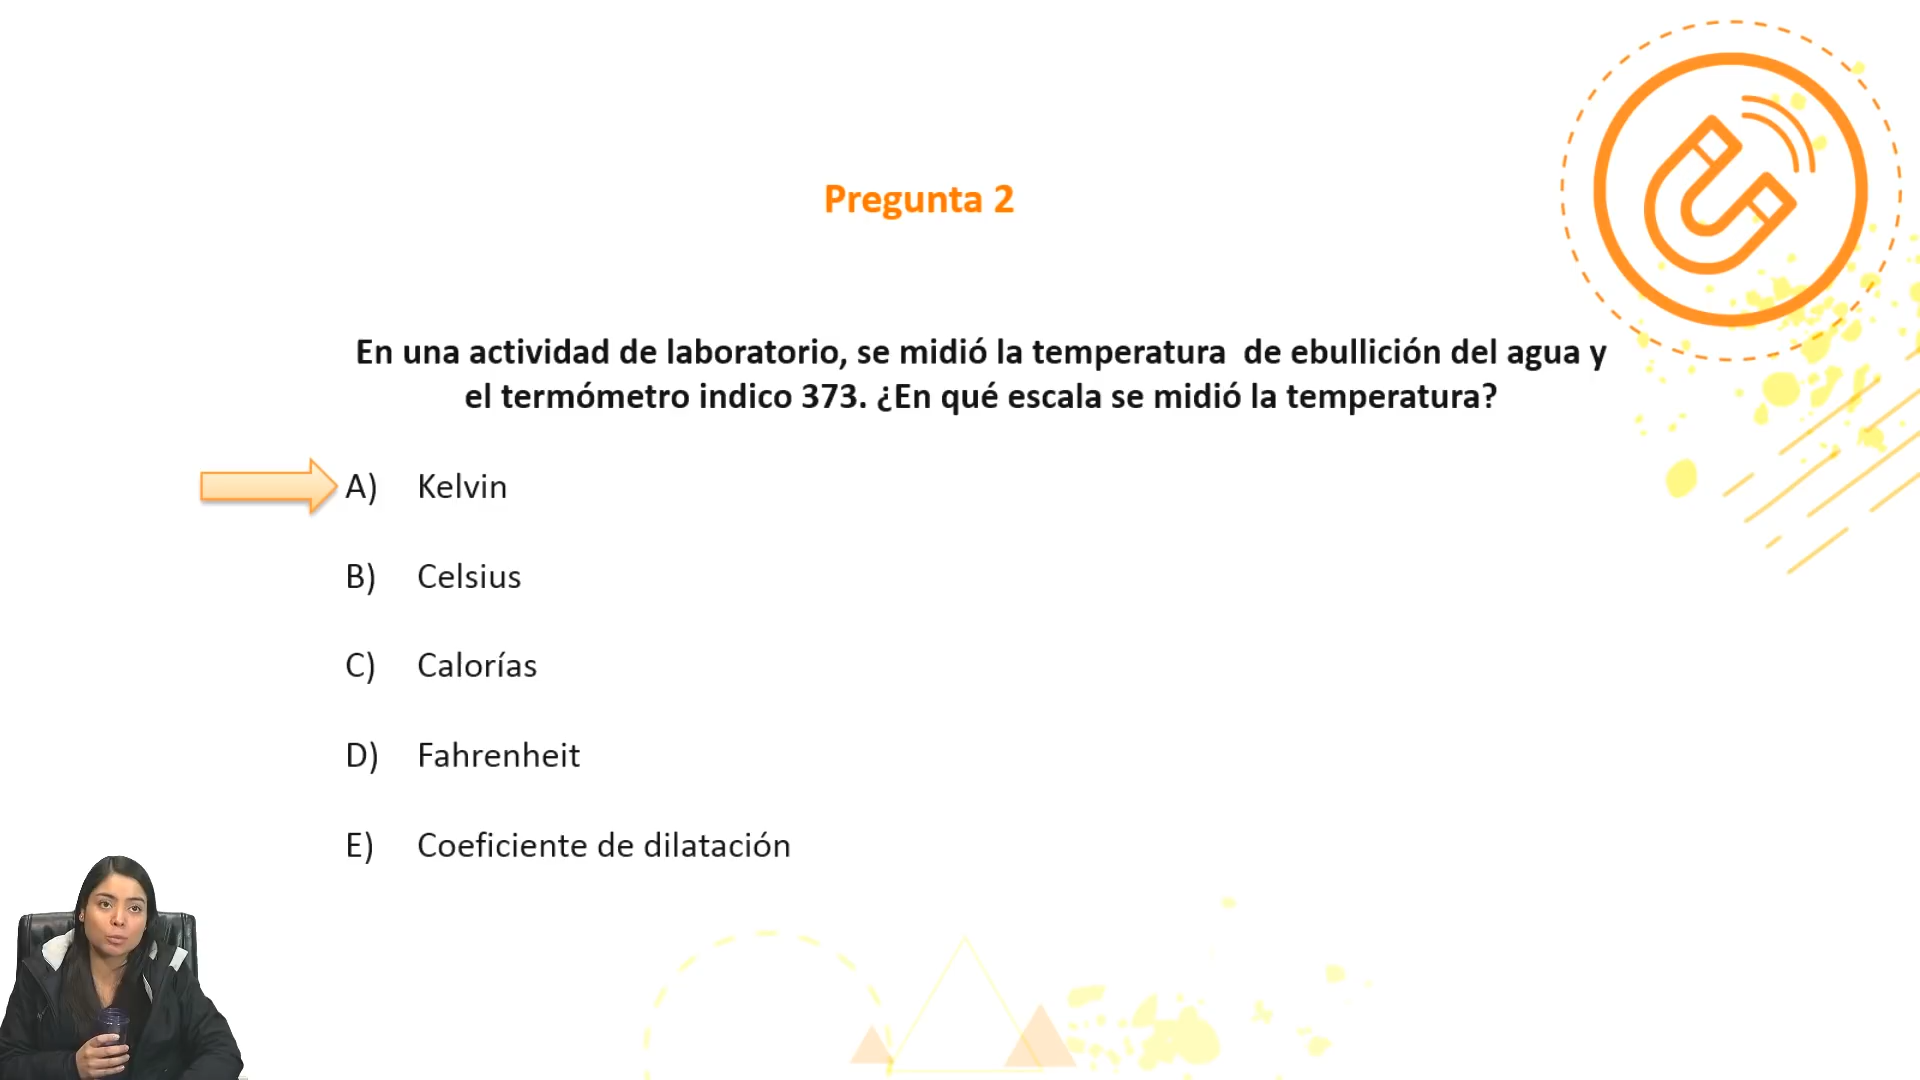 Pregunta 2
En una actividad de laboratorio, se midió la temperatura de ebullición del agua y
el termómetro indico 373. ¿En qué escala se midió la temperatura?
A) Kelvin
B) Celsius
C) Calorías
D) Fahrenheit
E) Coeficiente de dilatación